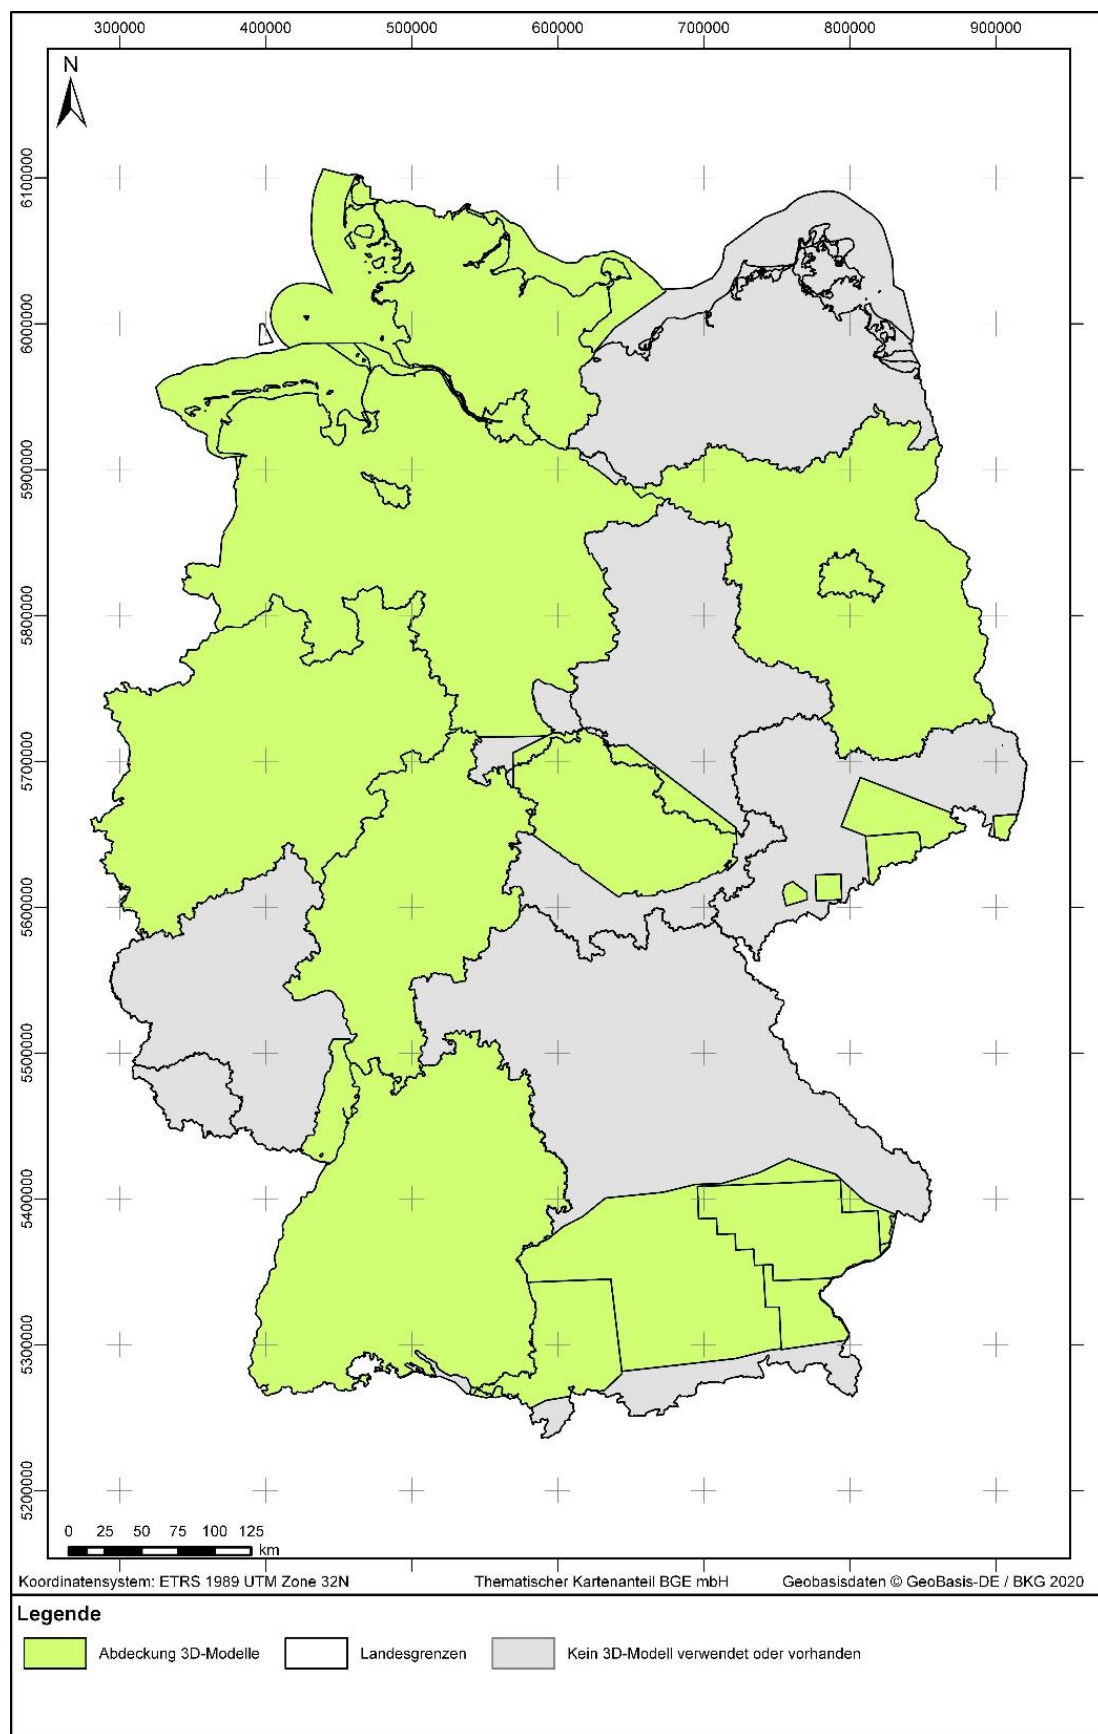 300000 400000 500000 600000 700000 800000 900000
N
6100000
6000000
5900000
5800000
5700000
5600000
5500000
5400000
5300000
5200000
0 25 50 75 100 125
km
Koordinatensystem: ETRS 1989 UTM Zone 32N Thematischer Kartenanteil BGE mbH Geobasisdaten © GeoBasis-DE / BKG 2020
Legende
Abdeckung 3D-Modelle Landesgrenzen Kein 3D-Modell verwendet oder vorhanden